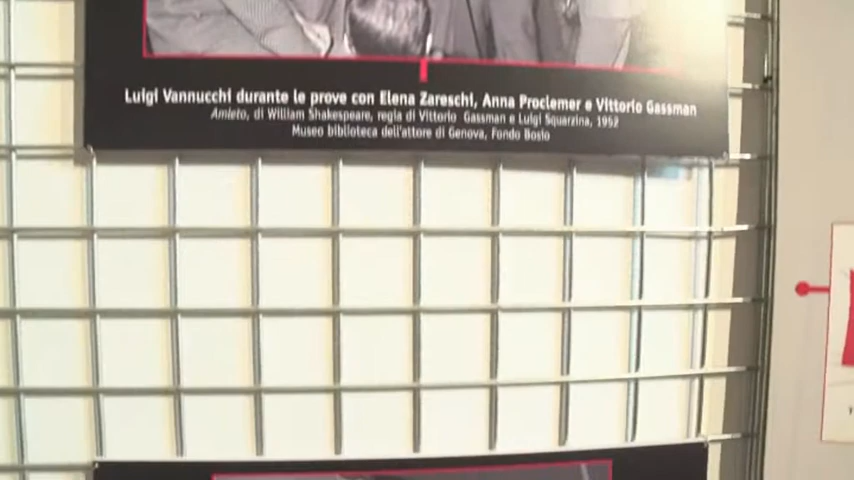 Luigi Vannucchi durante le prove con Elena Zareschi, Anna Proclemer e Vittorio Gassman
Amleto, di William Shakespeare, regia di Vittorio Gassman e Luigi Squarzina, 1952
Museo biblioteca dell'attore di Genova, Fondo Bosio